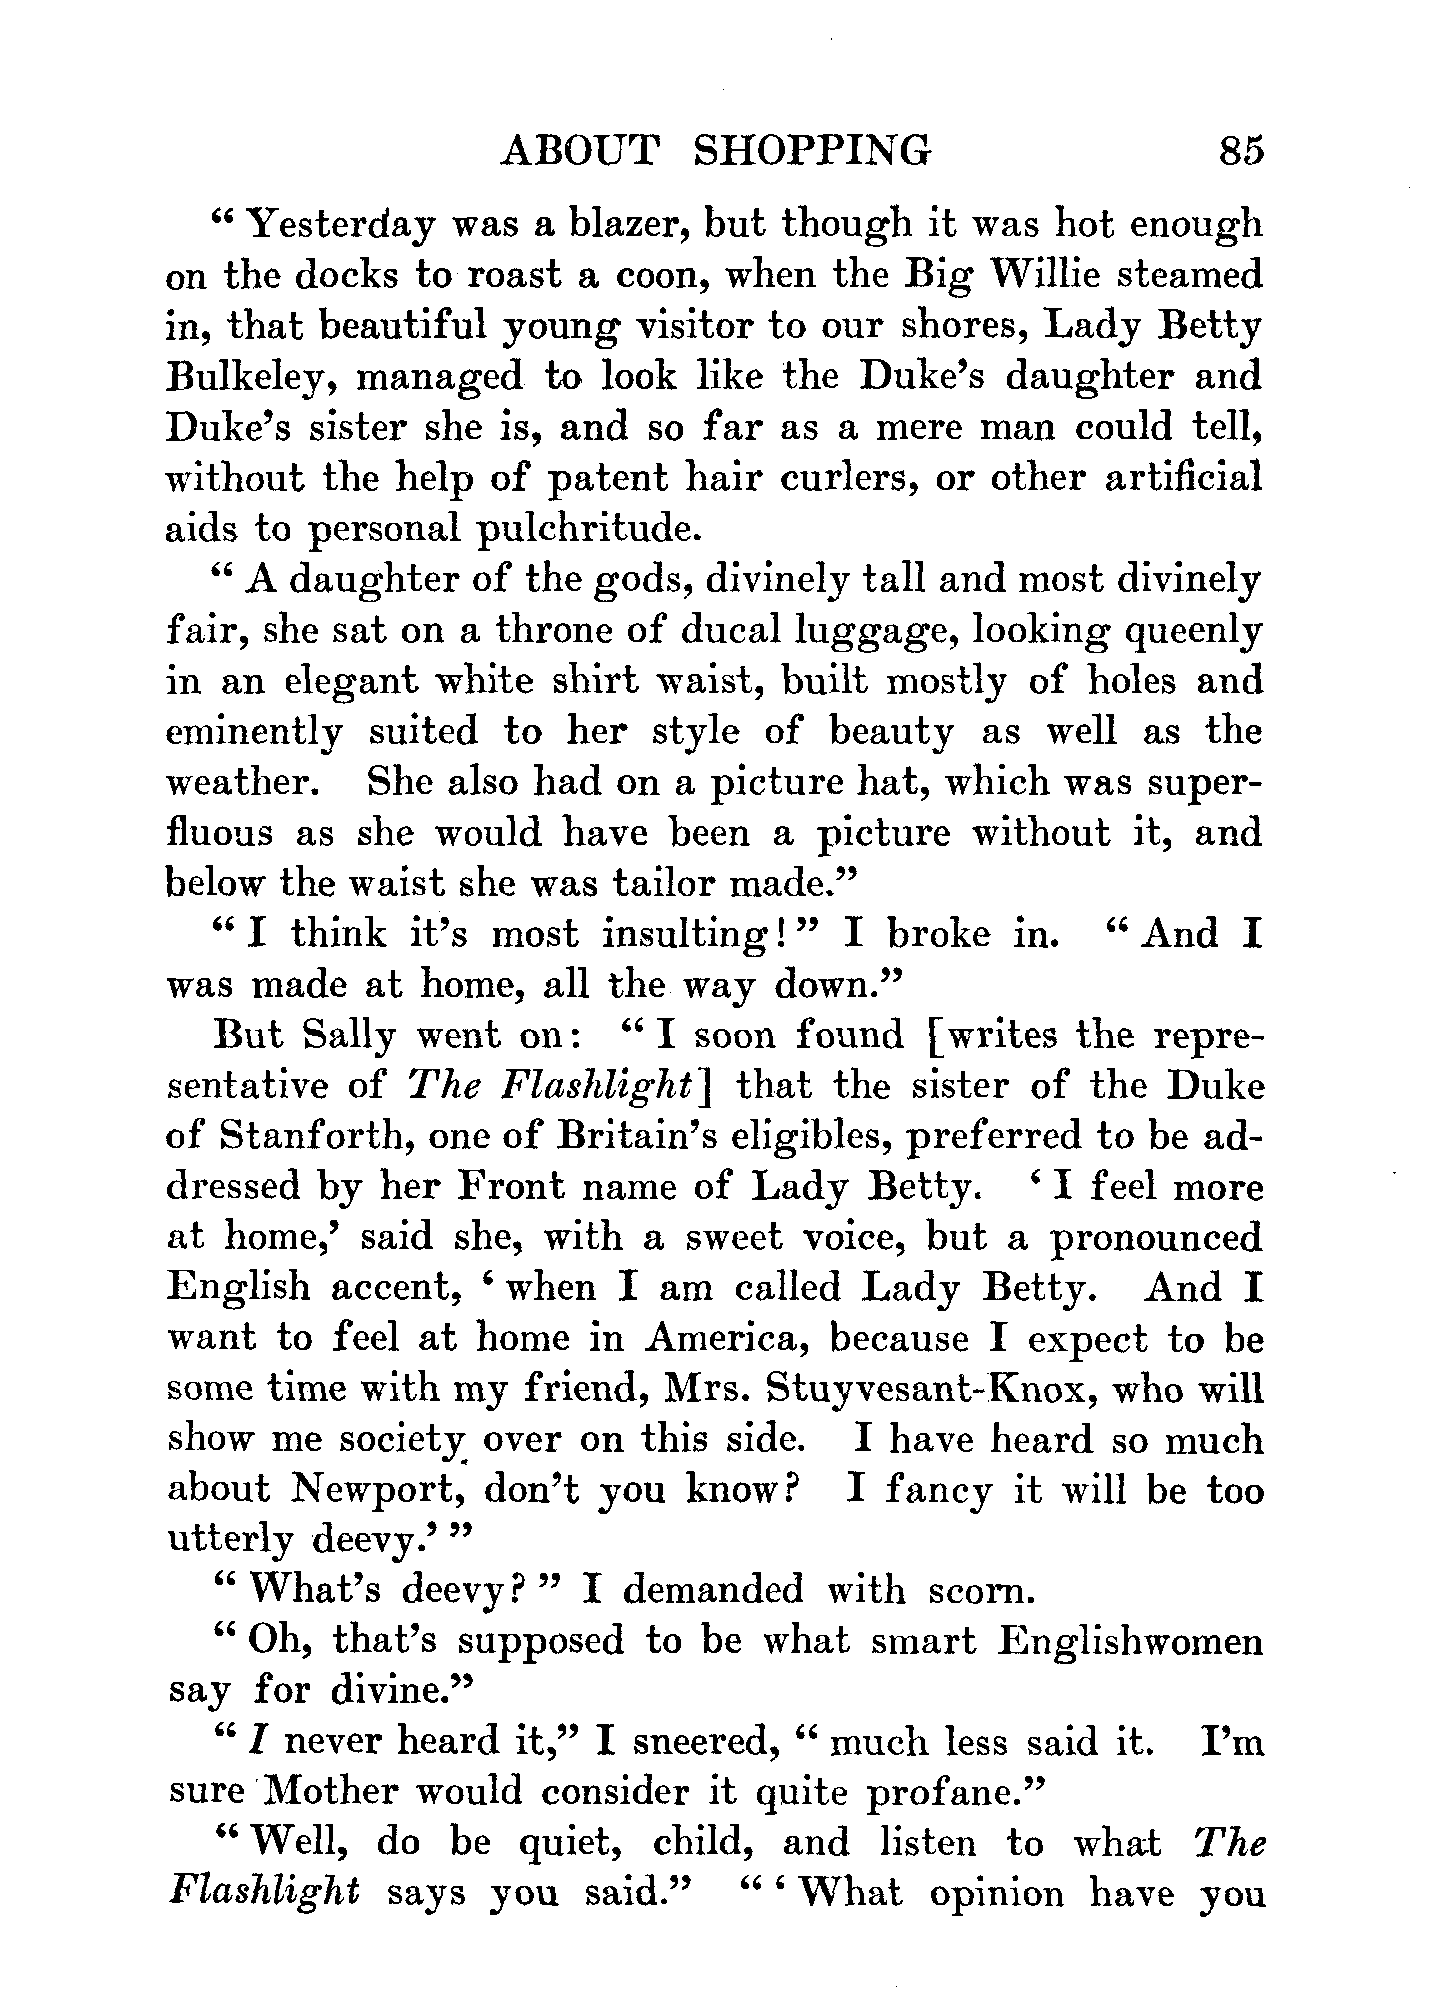 ABOUT SHOPPING 85
“ Yesterday was a blazer, but though it was hot enough
on the docks to roast a coon, when the Big Willie steamed
in, that beautiful young visitor to our shores, Lady Betty
Bulkeley, managed to look like the Duke’s daughter and
Duke’s sister she is, and so far as a mere man could tell,
without the help of patent hair curlers, or other artificial
aids to personal pulchritude.
“ A daughter of the gods, divinely tall and most divinely
fair, she sat on a throne of ducal luggage, looking queenly
in an elegant white shirt waist, built mostly of holes and
eminently suited to her style of beauty as well as the
weather. She also had on a picture hat, which was super-
fluous as she would have been a picture without it, and
below the waist she was tailor made.”
“ I think it’s most insulting! ” I broke in. “ And I
was made at home, all the way down.”
But Sally went on: “ I soon found [writes the repre-
sentative of The Flashlight] that the sister of the Duke
of Stanforth, one of Britain’s eligibles, preferred to be ad-
dressed by her Front name of Lady Betty. ‘ I feel more
at home,’ said she, with a sweet voice, but a pronounced
English accent, ‘ when I am called Lady Betty. And I
want to feel at home in America, because I expect to be
some time with my friend, Mrs. Stuyvesant-Knox, who will
show me society over on this side. I have heard so much
about Newport, don’t you know? I fancy it will be too
utterly deevy.’ ”
“ What’s deevy? ” I demanded with scorn.
“ Oh, that’s supposed to be what smart Englishwomen
say for divine.”
“ I never heard it,” I sneered, “ much less said it. I’m
sure Mother would consider it quite profane.”
“ Well, do be quiet, child, and listen to what The
Flashlight says you said.” “ ‘ What opinion have you